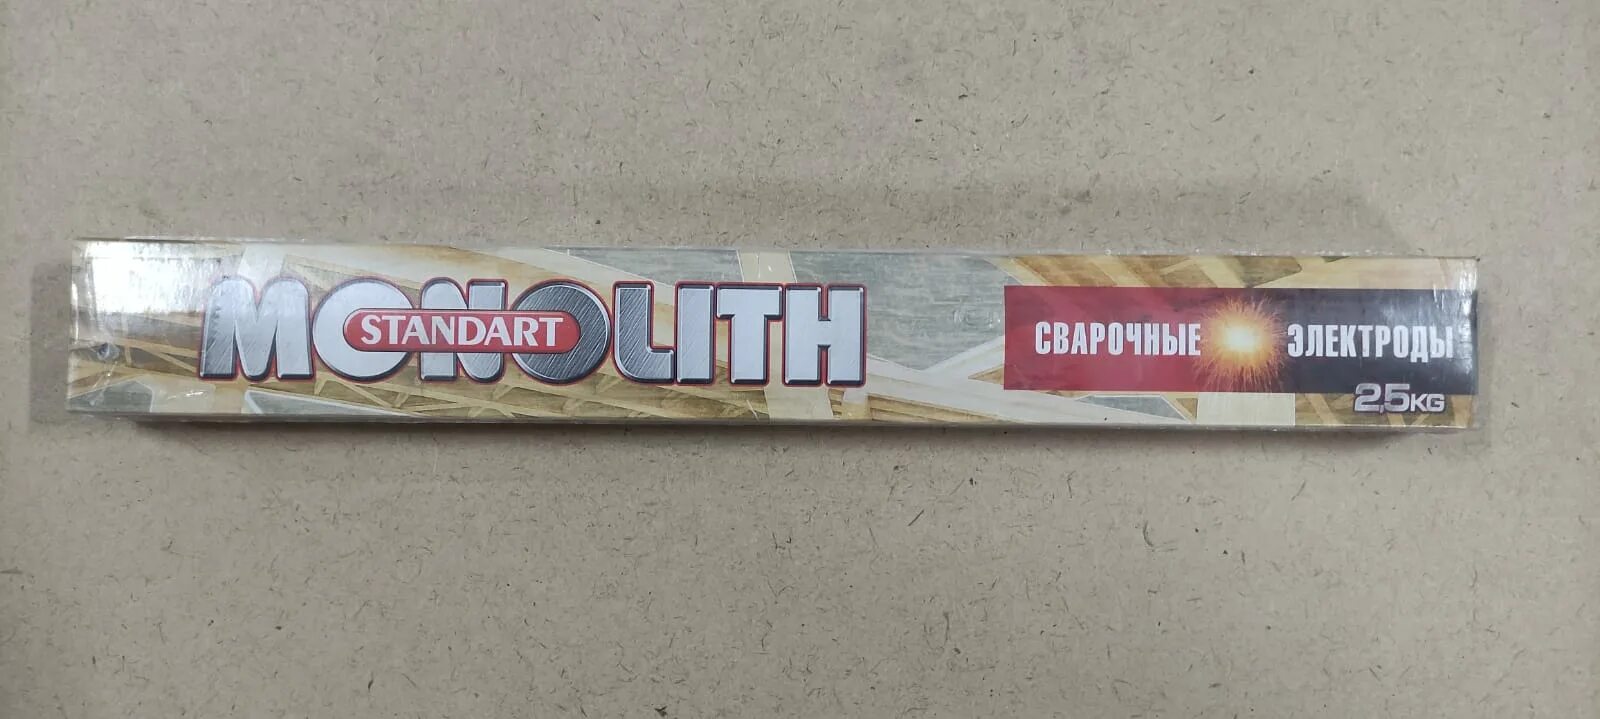 MONOLITH
STANDART
СВАРОЧНЫЕ ЭЛЕКТРОДЫ
2,5KG